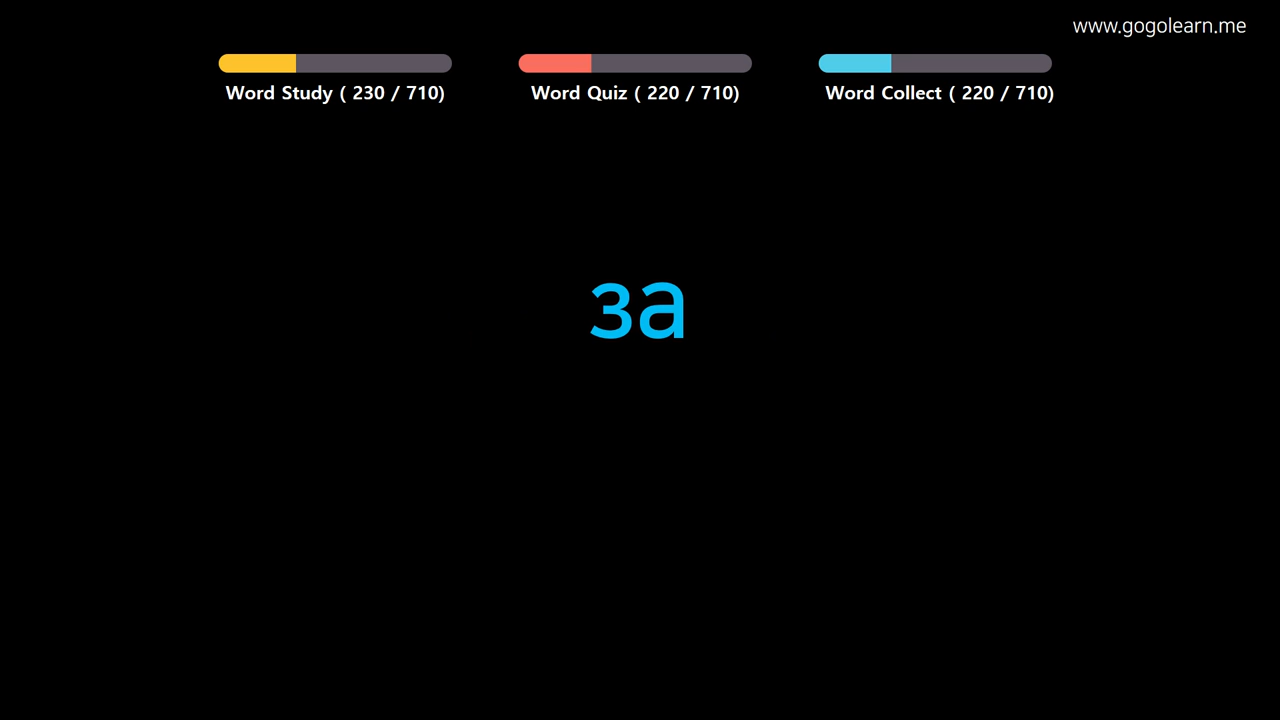 www.gogolearn.me
Word Study ( 230 / 710)
Word Quiz ( 220 / 710)
Word Collect ( 220 / 710)
за